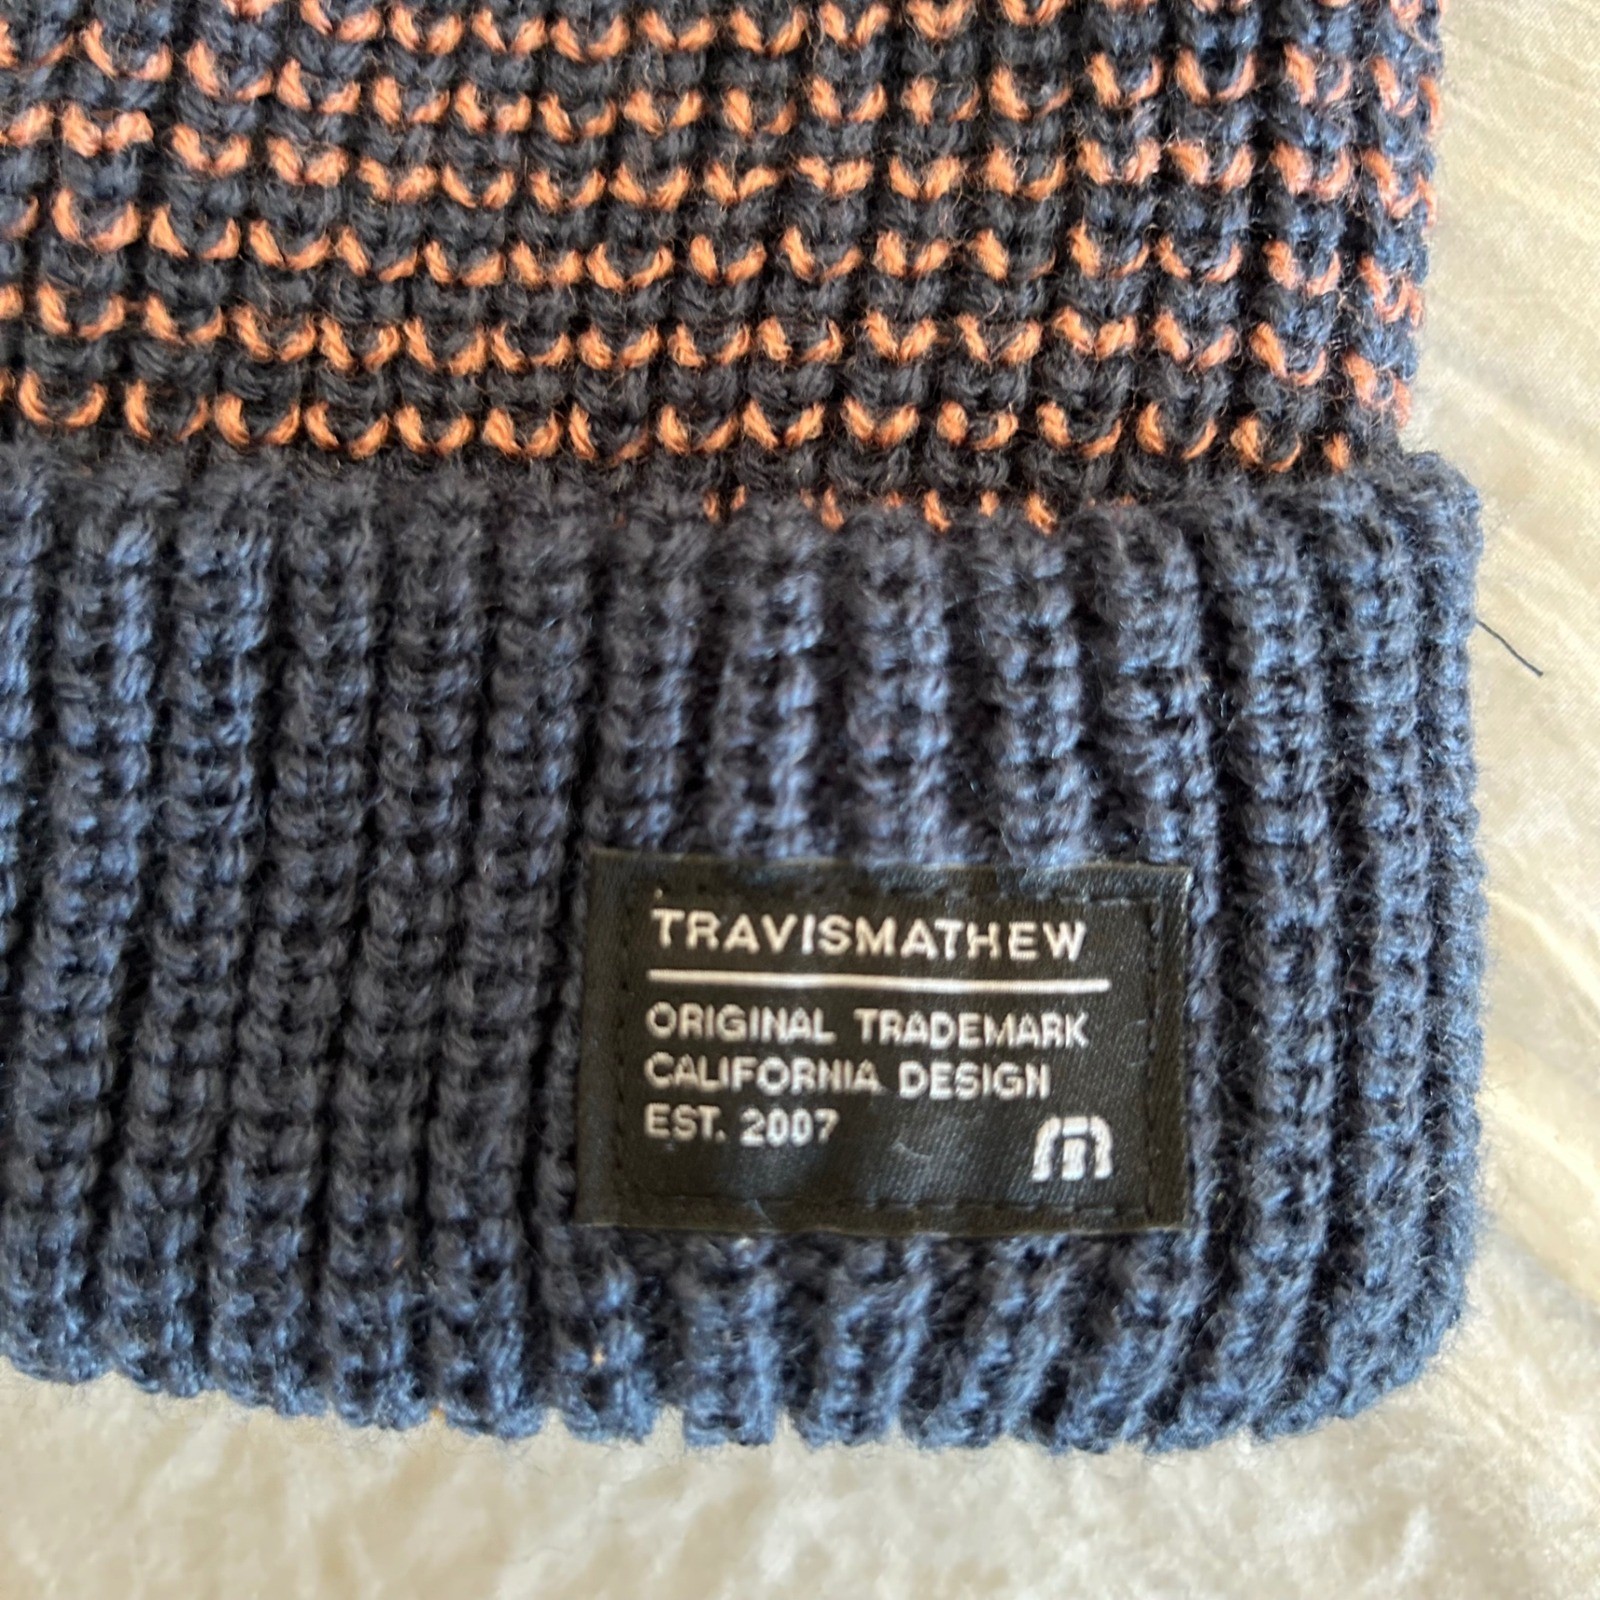 TRAVISMATHEW
ORIGINAL TRADEMARK
CALIFORNIA DESIGN
EST. 2007